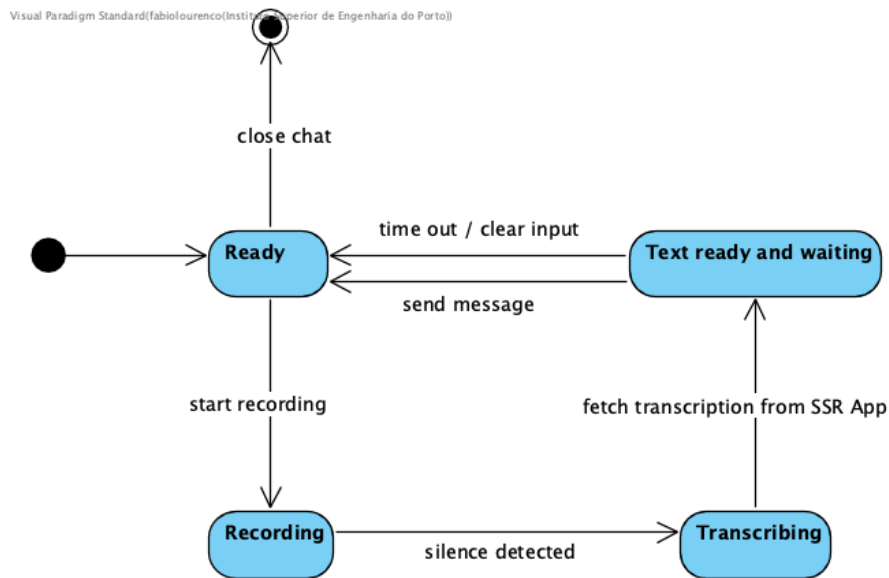 Visual Paradigm Standard(fabiolourenco(Instituto Superior de Engenharia do Porto))
close chat
time out / clear input
Ready
Text ready and waiting
send message
start recording
fetch transcription from SSR App
Recording
Transcribing
silence detected